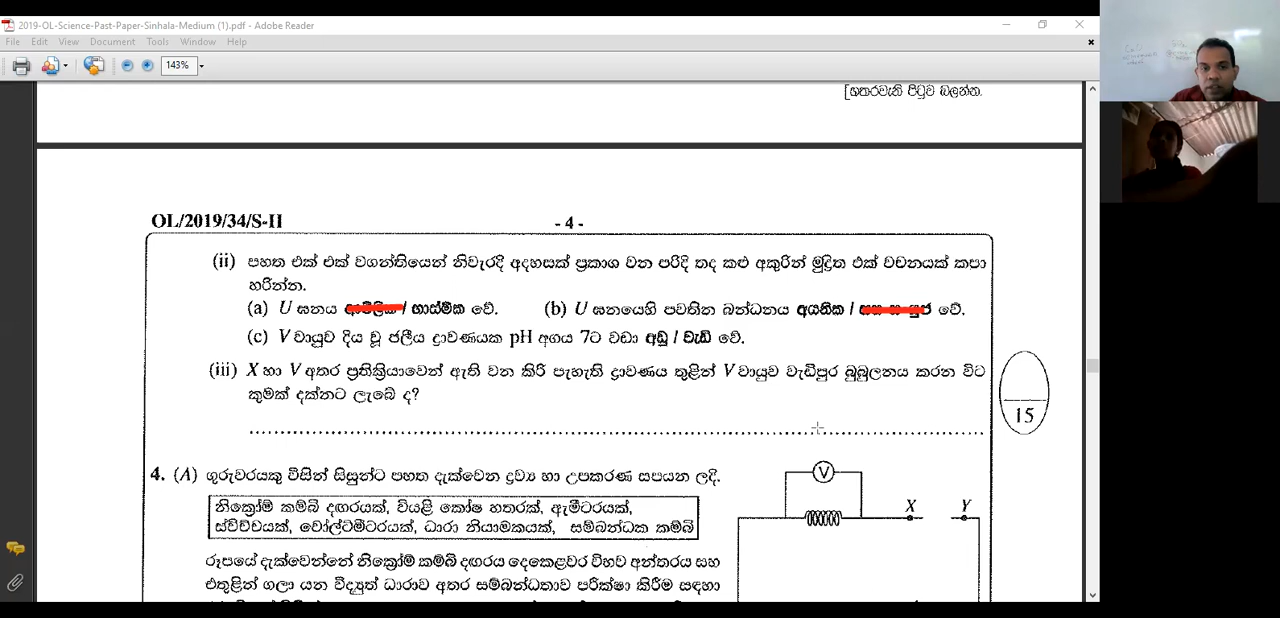 2019-OL-Science-Past-Paper-Sinhala-Medium (1).pdf - Adobe Reader
File Edit View Document Tools Window Help
143%
[හතරවැනි පිටුව බලන්න.
OL/2019/34/S-II
- 4 -
(ii) පහත එක් එක් වගන්තියෙන් නිවැරදි අදහසක් ප්‍රකාශ වන පරිදි තද කළු අකුරින් මුද්‍රිත එක් වචනයක් කපා
හරින්න.
(a) U ඝනය / භාස්මික වේ. (b) U ඝනයෙහි පවතින බන්ධනය අයනික / වේ.
(c) V වායුව දිය වූ ජලීය ද්‍රාවණයක pH අගය 7ට වඩා අඩු / වැඩි වේ.
(iii) X හා V අතර ප්‍රතික්‍රියාවෙන් ඇති වන කිරි පැහැති ද්‍රාවණය තුළින් V වායුව වැඩිපුර බුබුලනය කරන විට
කුමක් දක්නට ලැබේ ද?
15
4. (A) ගුරුවරයකු විසින් සිසුන්ට පහත දැක්වෙන ද්‍රව්‍ය හා උපකරණ සපයන ලදි.
නික්‍රෝම් කම්බි දඟරයක්, වියළි කෝෂ හතරක්, ඇමීටරයක්,
ස්විච්චයක්, වෝල්ට්මීටරයක්, ධාරා නියාමකයක්, සම්බන්ධක කම්බි
V
X Y
රූපයේ දැක්වෙන්නේ නික්‍රෝම් කම්බි දඟරය දෙකෙළවර විභව අන්තරය සහ
එතුළින් ගලා යන විද්‍යුත් ධාරාව අතර සම්බන්ධතාව පරීක්ෂා කිරීම සඳහා